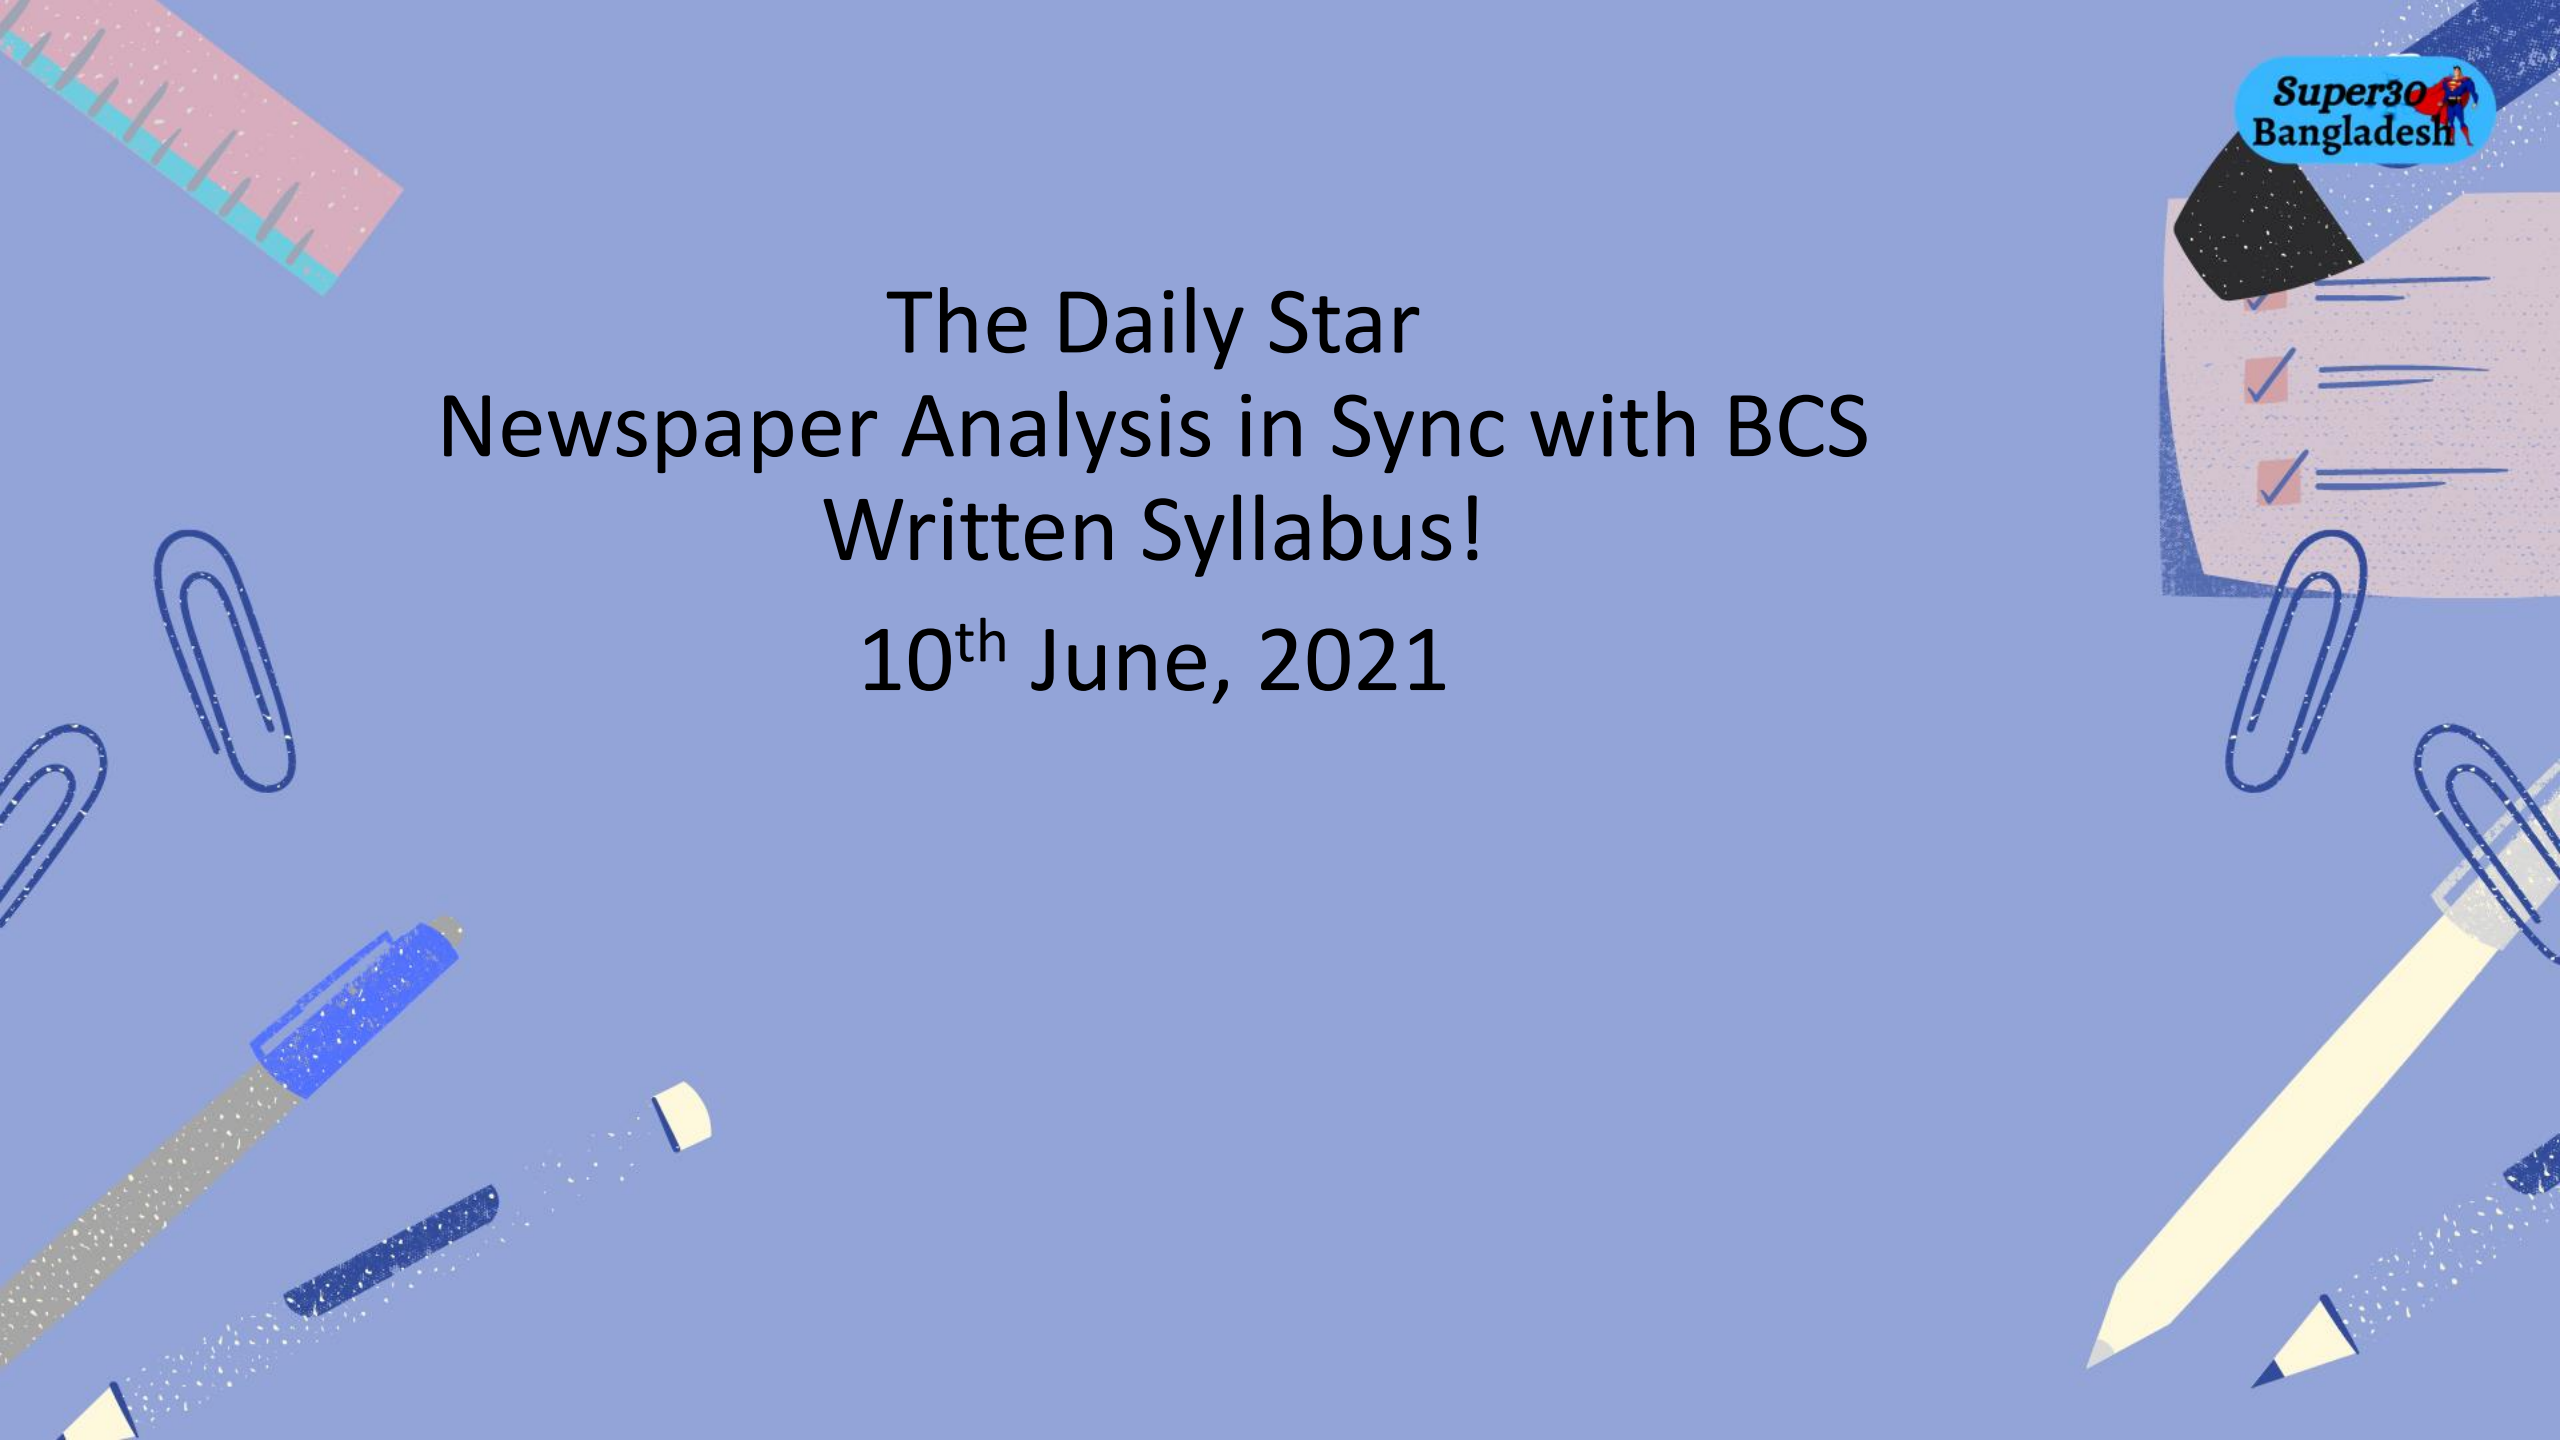 Super30
Bangladesh
The Daily Star
Newspaper Analysis in Sync with BCS
Written Syllabus!
10th June, 2021